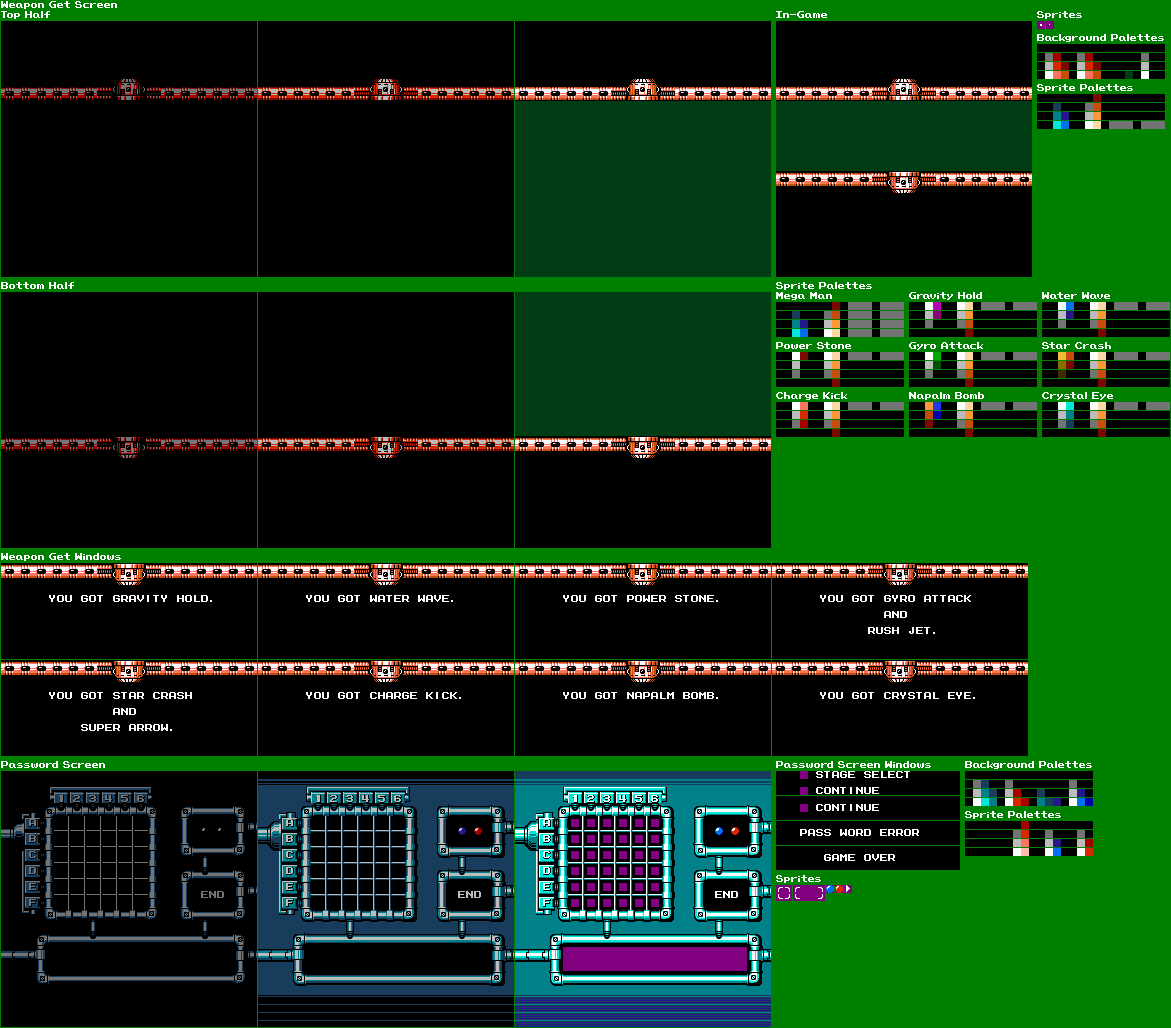 Weapon Get Screen
Top Half
In-Game
Sprites
Background Palettes
Sprite Palettes
Bottom Half
Sprite Palettes
Mega Man
Gravity Hold
Water Wave
Power Stone
Gyro Attack
Star Crash
Charge Kick
Napalm Bomb
Crystal Eye
Weapon Get Windows
YOU GOT GRAVITY HOLD.
YOU GOT WATER WAVE.
YOU GOT POWER STONE.
YOU GOT GYRO ATTACK
AND
RUSH JET.
YOU GOT STAR CRASH
AND
SUPER ARROW.
YOU GOT CHARGE KICK.
YOU GOT NAPALM BOMB.
YOU GOT CRYSTAL EYE.
Password Screen
1 2 3 4 5 6
A
B
C
D
E
F
END
1 2 3 4 5 6
A
B
C
D
E
F
END
1 2 3 4 5 6
A
B
C
D
E
F
END
Password Screen Windows
STAGE SELECT
CONTINUE
CONTINUE
PASS WORD ERROR
GAME OVER
Background Palettes
Sprite Palettes
Sprites